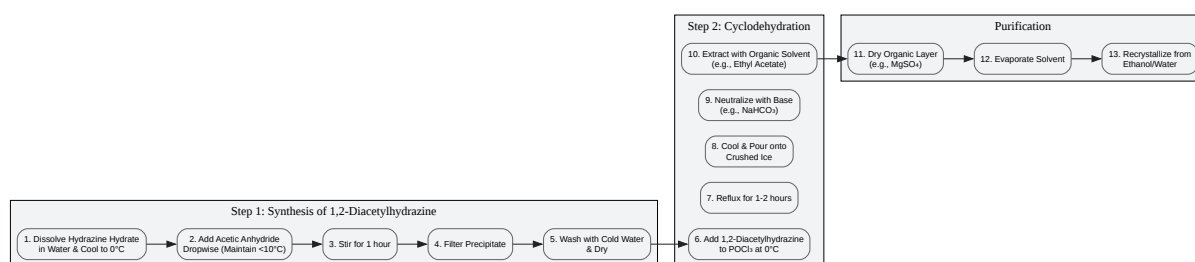 Step 1: Synthesis of 1,2-Diacetylhydrazine
1. Dissolve Hydrazine Hydrate
in Water & Cool to 0°C
2. Add Acetic Anhydride
Dropwise (Maintain <10°C)
3. Stir for 1 hour
4. Filter Precipitate
5. Wash with Cold Water
& Dry
Step 2: Cyclodehydration
10. Extract with Organic Solvent
(e.g., Ethyl Acetate)
9. Neutralize with Base
(e.g., NaHCO₃)
8. Cool & Pour onto
Crushed Ice
7. Reflux for 1-2 hours
6. Add 1,2-Diacetylhydrazine
to POCl₃ at 0°C
Purification
11. Dry Organic Layer
(e.g., MgSO₄)
12. Evaporate Solvent
13. Recrystallize from
Ethanol/Water